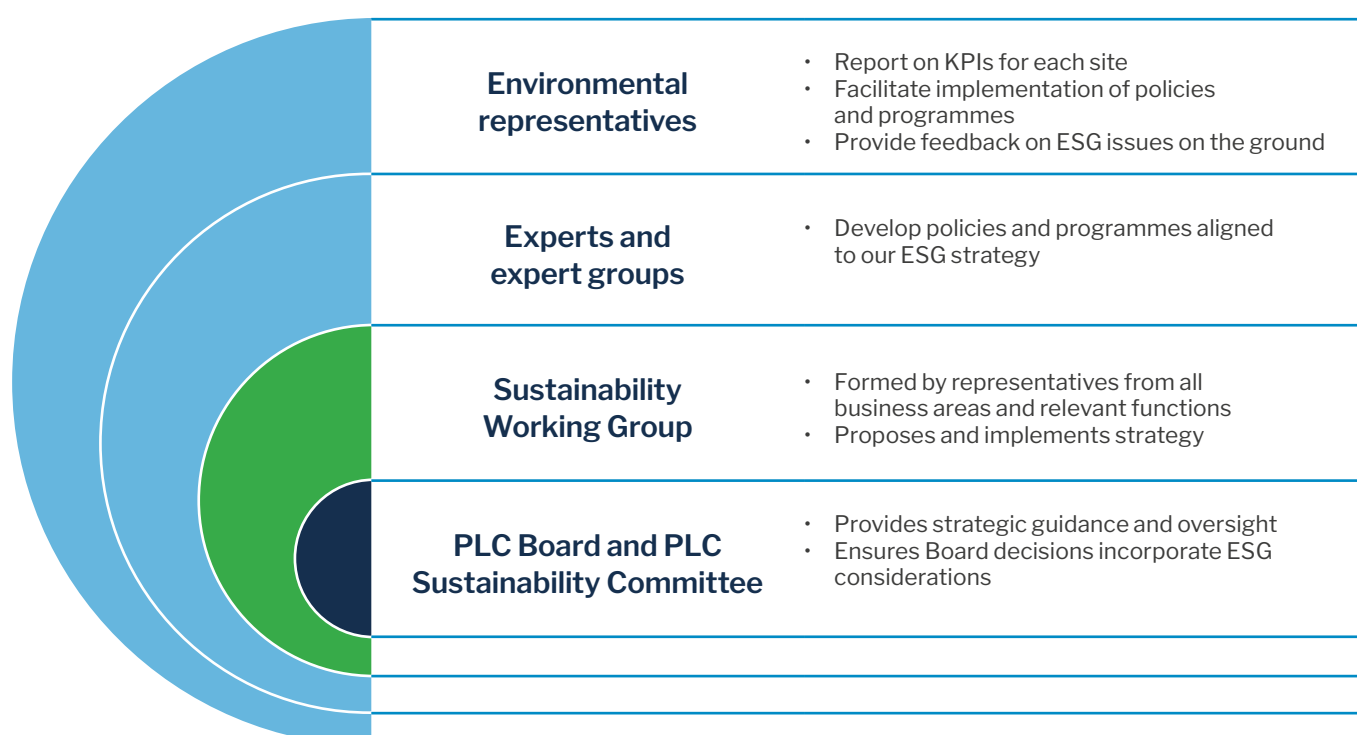 Environmental
representatives
• Report on KPIs for each site
• Facilitate implementation of policies
and programmes
• Provide feedback on ESG issues on the ground
Experts and
expert groups
• Develop policies and programmes aligned
to our ESG strategy
Sustainability
Working Group
• Formed by representatives from all
business areas and relevant functions
• Proposes and implements strategy
PLC Board and PLC
Sustainability Committee
• Provides strategic guidance and oversight
• Ensures Board decisions incorporate ESG
considerations